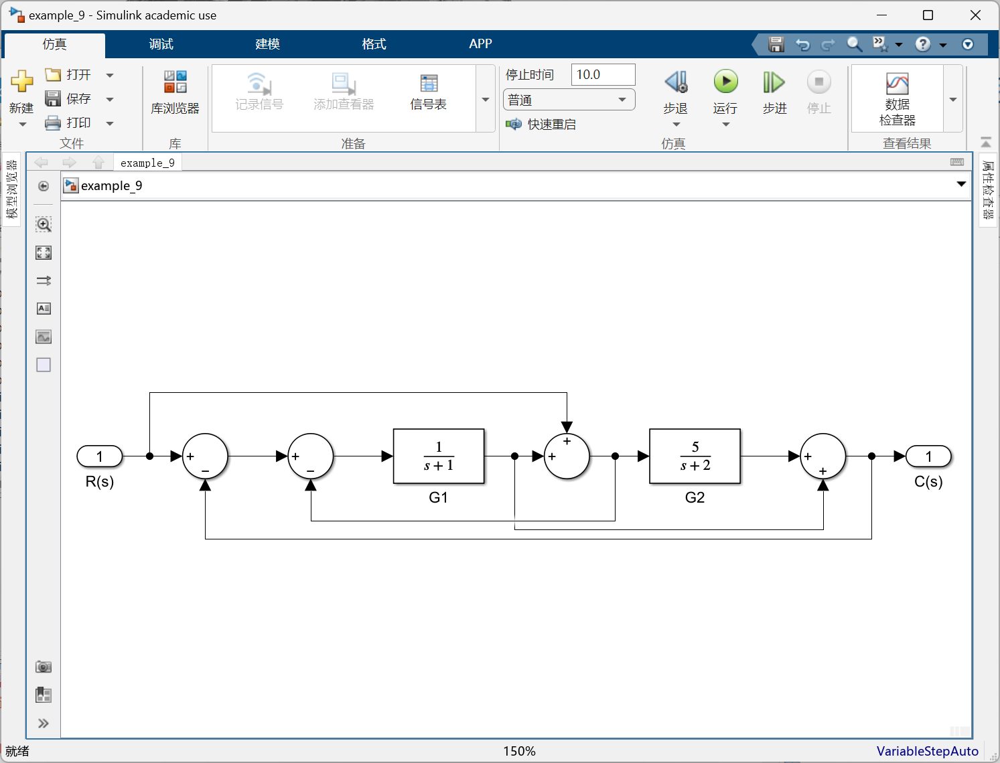 example_9 - Simulink academic use
仿真 调试 建模 格式 APP
新建
打开
保存
打印
文件
库浏览器
库
记录信号 添加查看器 信号表
准备
停止时间 10.0
普通
快速重启
步退 运行 步进 停止
仿真
数据
检查器
查看结果
模型浏览器
example_9
example_9
属性检查器
1
R(s)
+
−
+
−
1
s + 1
G1
+
+
5
s + 2
G2
+
+
1
C(s)
就绪 150% VariableStepAuto